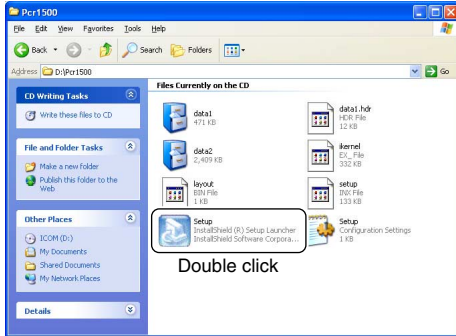 Pcr1500
File Edit View Favorites Tools Help
Back Search Folders
Address D:\Pcr1500 Go
CD Writing Tasks
Write these files to CD
File and Folder Tasks
Make a new folder
Publish this folder to the
Web
Other Places
ICOM (D:)
My Documents
Shared Documents
My Network Places
Details
Files Currently on the CD
data1
471 KB
data1.hdr
HDR File
12 KB
data2
2,409 KB
ikernel
EX_ File
332 KB
layout
BIN File
1 KB
setup
INX File
133 KB
Setup
InstallShield (R) Setup Launcher
InstallShield Software Corpora...
Setup
Configuration Settings
1 KB
Double click